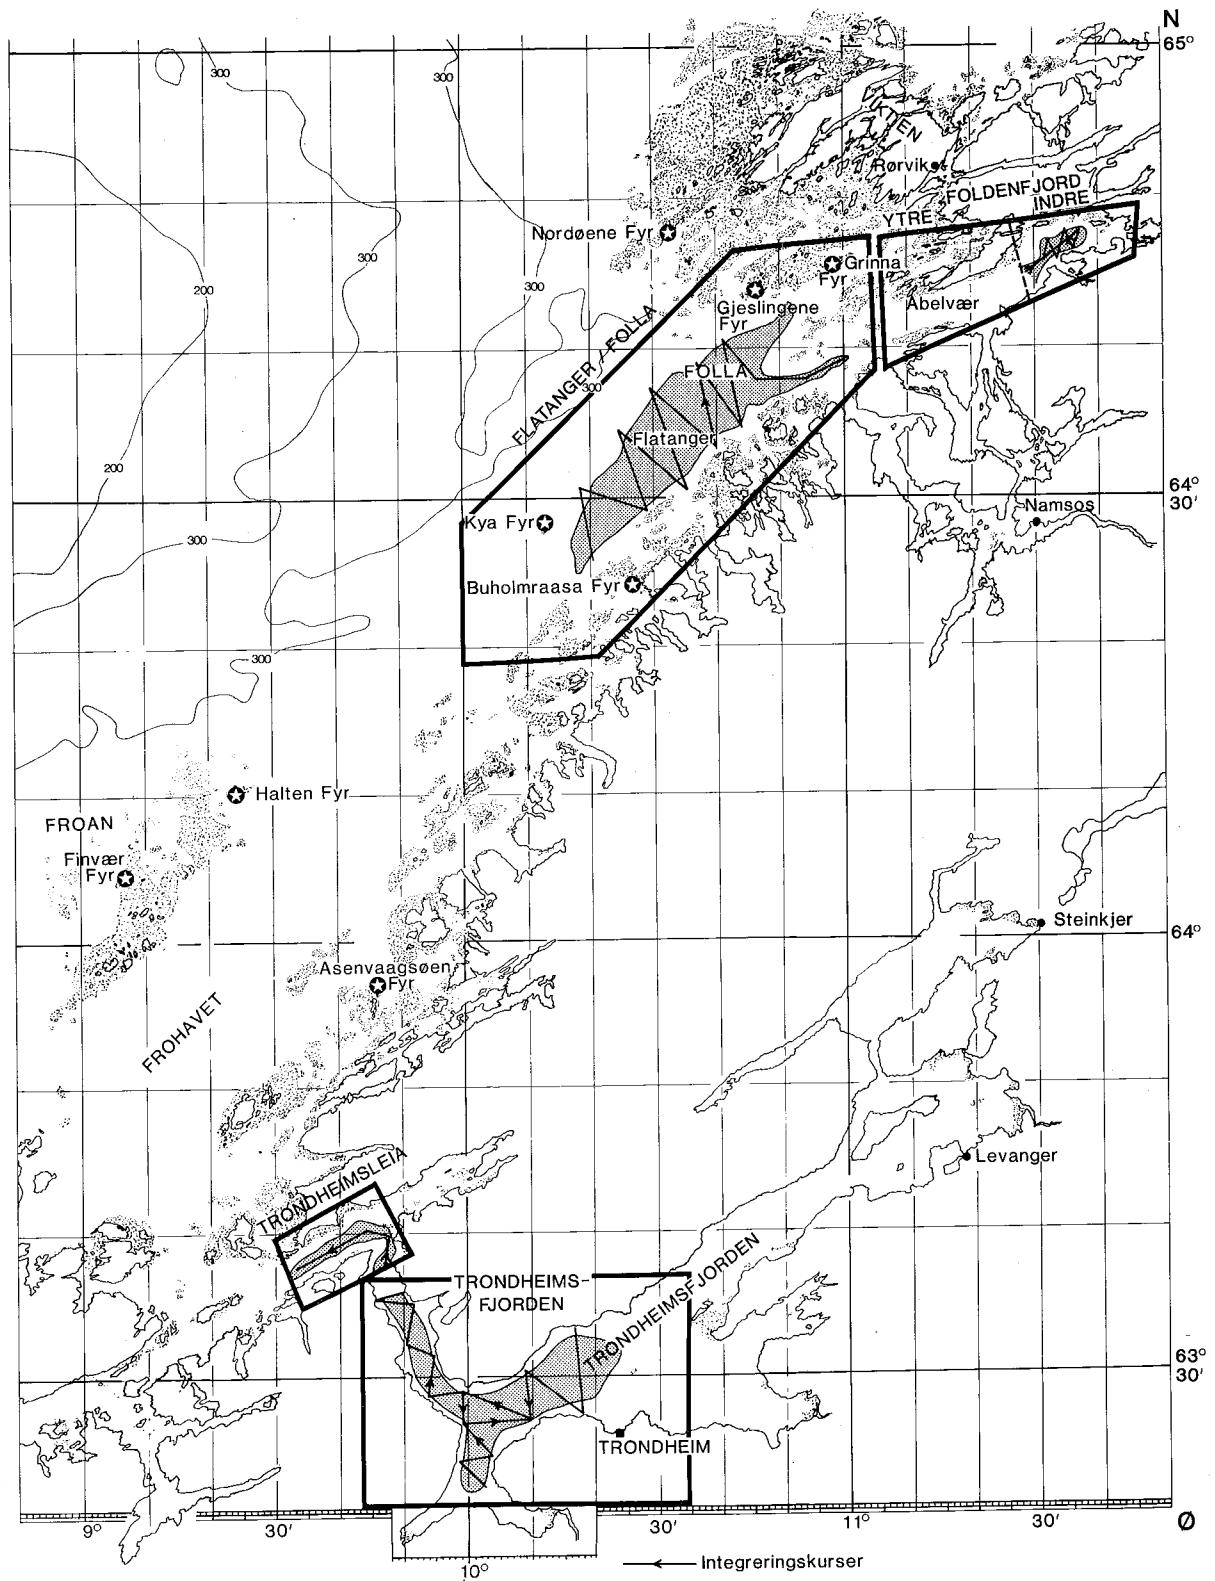 N
65°
300
300
VIKTEN
Rørvik
FOLDENFJORD
YTRE
INDRE
Nordøene Fyr
300
Grinna
Fyr
200
300
Gjeslingene
Fyr
Abelvær
FLATANGER / FOLLA
300
FOLLA
Flatanger
200
64°
30'
Namsos
Kya Fyr
300
Buholmraasa Fyr
300
Halten Fyr
FROAN
Finvær
Fyr
Steinkjer
64°
Asenvaagsøen
Fyr
FROHAVET
Levanger
TRONDHEIMSLEIA
TRONDHEIMS-
FJORDEN
TRONDHEIMSFJORDEN
63°
30'
TRONDHEIM
9°
30'
10°
30'
11°
30'
Ø
Integreringskurser